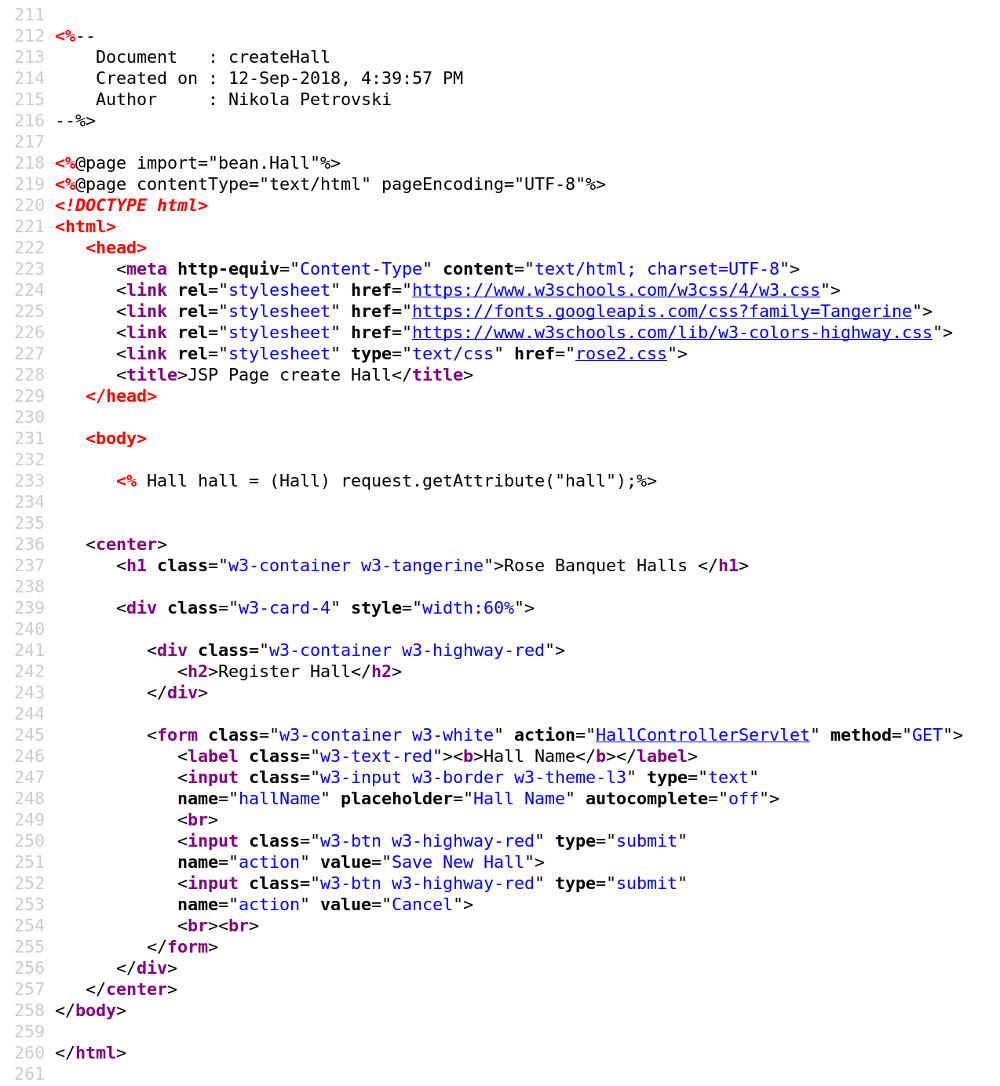 211
212 <%--
213     Document   : createHall
214     Created on : 12-Sep-2018, 4:39:57 PM
215     Author     : Nikola Petrovski
216 --%>
217
218 <%@page import="bean.Hall"%>
219 <%@page contentType="text/html" pageEncoding="UTF-8"%>
220 <!DOCTYPE html>
221 <html>
222    <head>
223       <meta http-equiv="Content-Type" content="text/html; charset=UTF-8">
224       <link rel="stylesheet" href="https://www.w3schools.com/w3css/4/w3.css">
225       <link rel="stylesheet" href="https://fonts.googleapis.com/css?family=Tangerine">
226       <link rel="stylesheet" href="https://www.w3schools.com/lib/w3-colors-highway.css">
227       <link rel="stylesheet" type="text/css" href="rose2.css">
228       <title>JSP Page create Hall</title>
229    </head>
230
231    <body>
232
233       <% Hall hall = (Hall) request.getAttribute("hall");%>
234
235
236    <center>
237       <h1 class="w3-container w3-tangerine">Rose Banquet Halls </h1>
238
239       <div class="w3-card-4" style="width:60%">
240
241          <div class="w3-container w3-highway-red">
242             <h2>Register Hall</h2>
243          </div>
244
245          <form class="w3-container w3-white" action="HallControllerServlet" method="GET">
246             <label class="w3-text-red"><b>Hall Name</b></label>
247             <input class="w3-input w3-border w3-theme-l3" type="text"
248             name="hallName" placeholder="Hall Name" autocomplete="off">
249             <br>
250             <input class="w3-btn w3-highway-red" type="submit"
251             name="action" value="Save New Hall">
252             <input class="w3-btn w3-highway-red" type="submit"
253             name="action" value="Cancel">
254             <br><br>
255          </form>
256       </div>
257    </center>
258 </body>
259
260 </html>
261